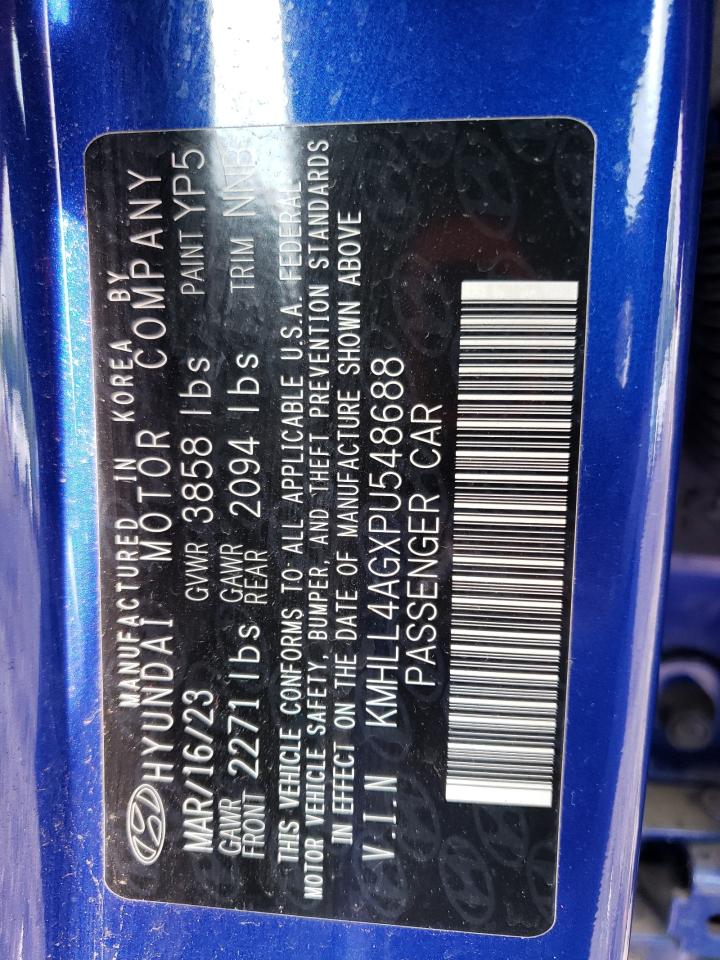 MANUFACTURED IN KOREA BY
HYUNDAI MOTOR COMPANY
MAR/16/23 GVWR 3858 lbs PAINT YP5
GAWR FRONT 2271 lbs GAWR REAR 2094 lbs TRIM NNB
THIS VEHICLE CONFORMS TO ALL APPLICABLE U.S.A. FEDERAL
MOTOR VEHICLE SAFETY, BUMPER, AND THEFT PREVENTION STANDARDS
IN EFFECT ON THE DATE OF MANUFACTURE SHOWN ABOVE
V.I.N KMHLL4AGXPU548688
PASSENGER CAR